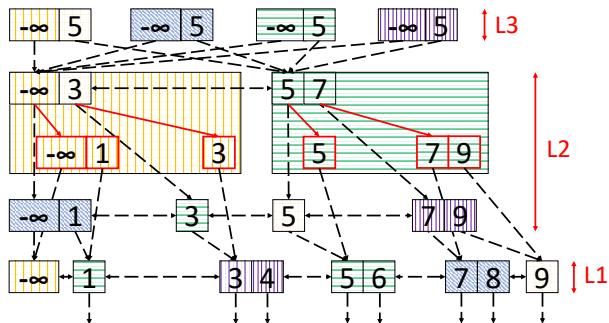 -∞ 5 -∞ 5 -∞ 5 -∞ 5 L3
-∞ 3 5 7
-∞ 1 3 5 7 9 L2
-∞ 1 3 5 7 9
-∞ 1 3 4 5 6 7 8 9 L1